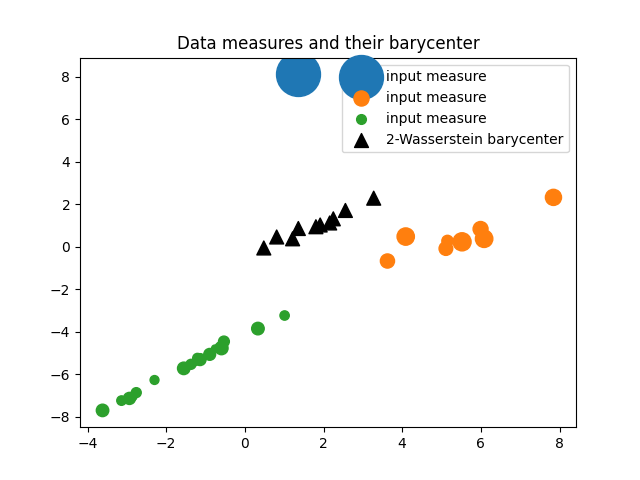 Data measures and their barycenter
input measure
input measure
input measure
2-Wasserstein barycenter
8
6
4
2
0
−2
−4
−6
−8
−4 −2 0 2 4 6 8